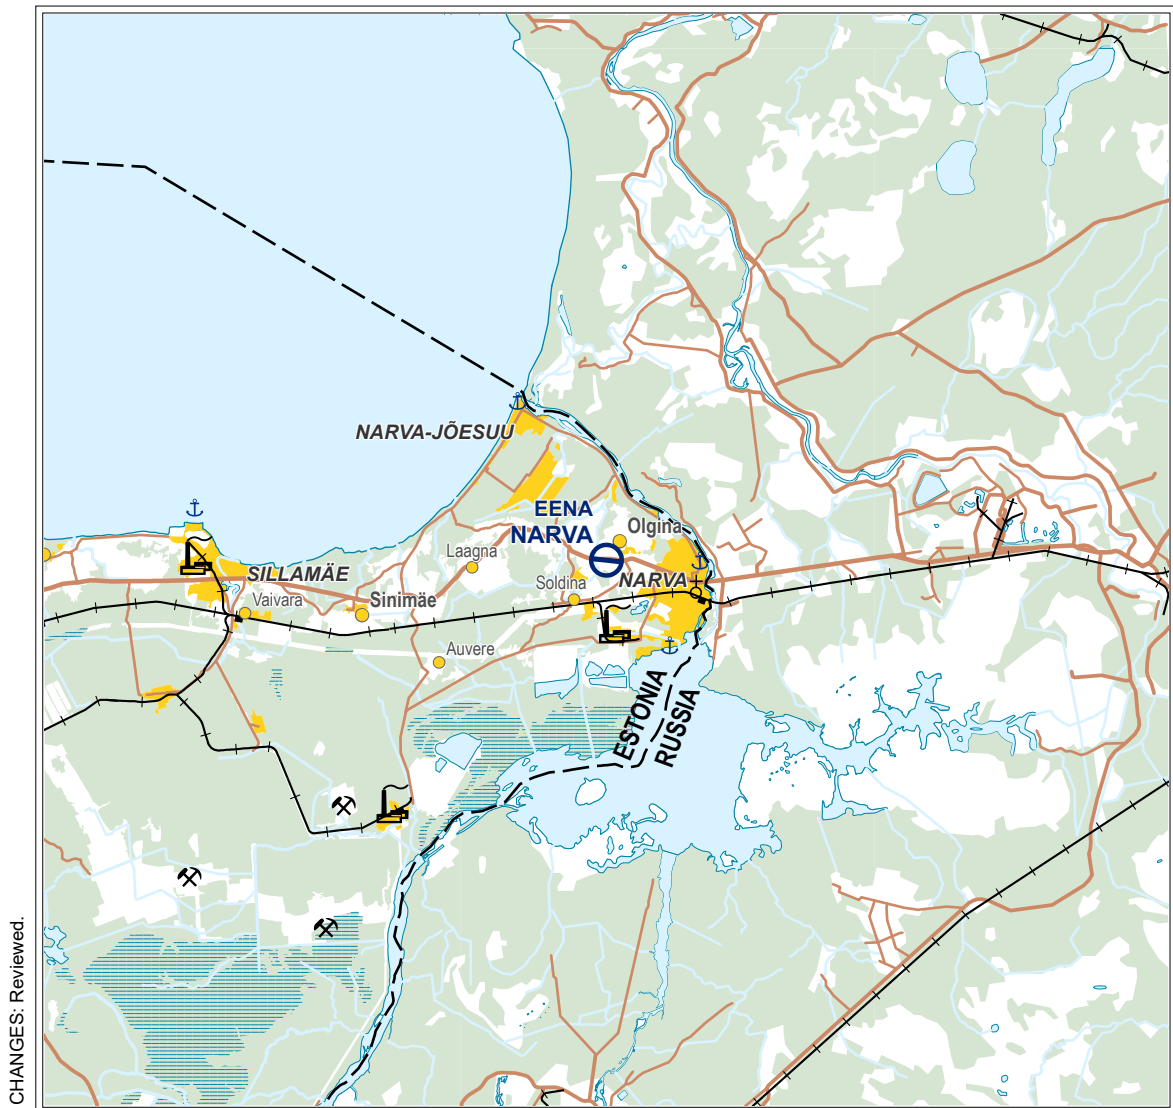 NARVA-JÕESUU
EENA
NARVA
Olgina
Laagna
SILLAMÄE
Soldina
NARVA
Vaivara
Sinimäe
Auvere
ESTONIA
RUSSIA
CHANGES: Reviewed.